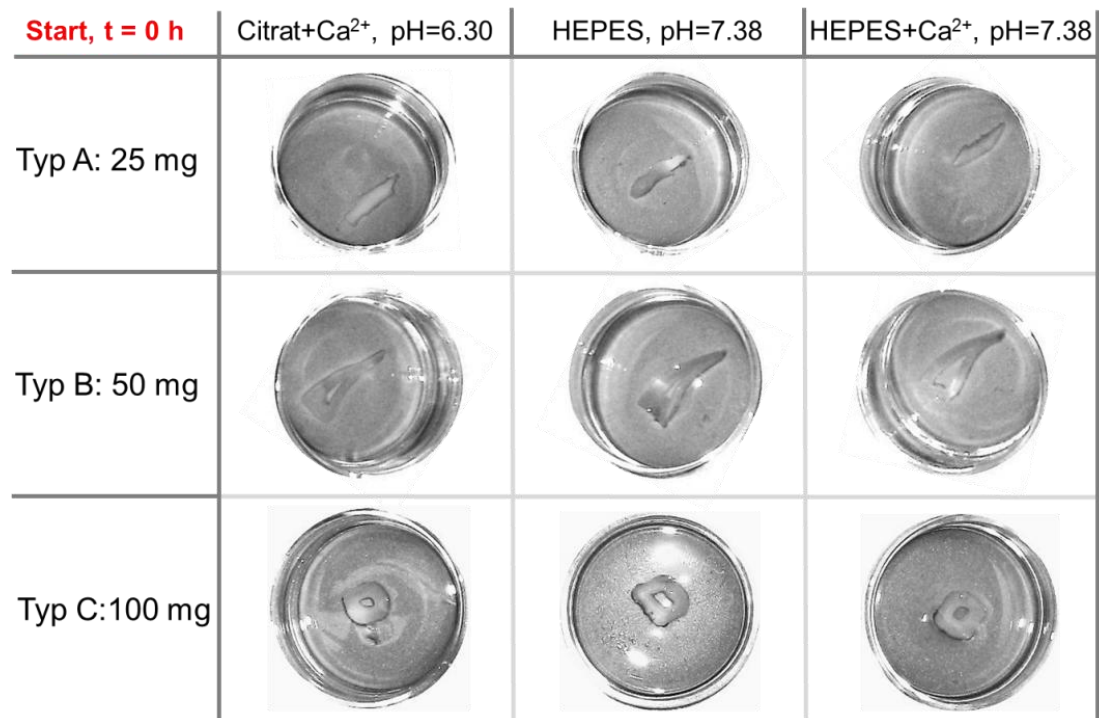 Start, t = 0 h
Citrat+Ca²⁺, pH=6.30
HEPES, pH=7.38
HEPES+Ca²⁺, pH=7.38
Typ A: 25 mg
Typ B: 50 mg
Typ C:100 mg